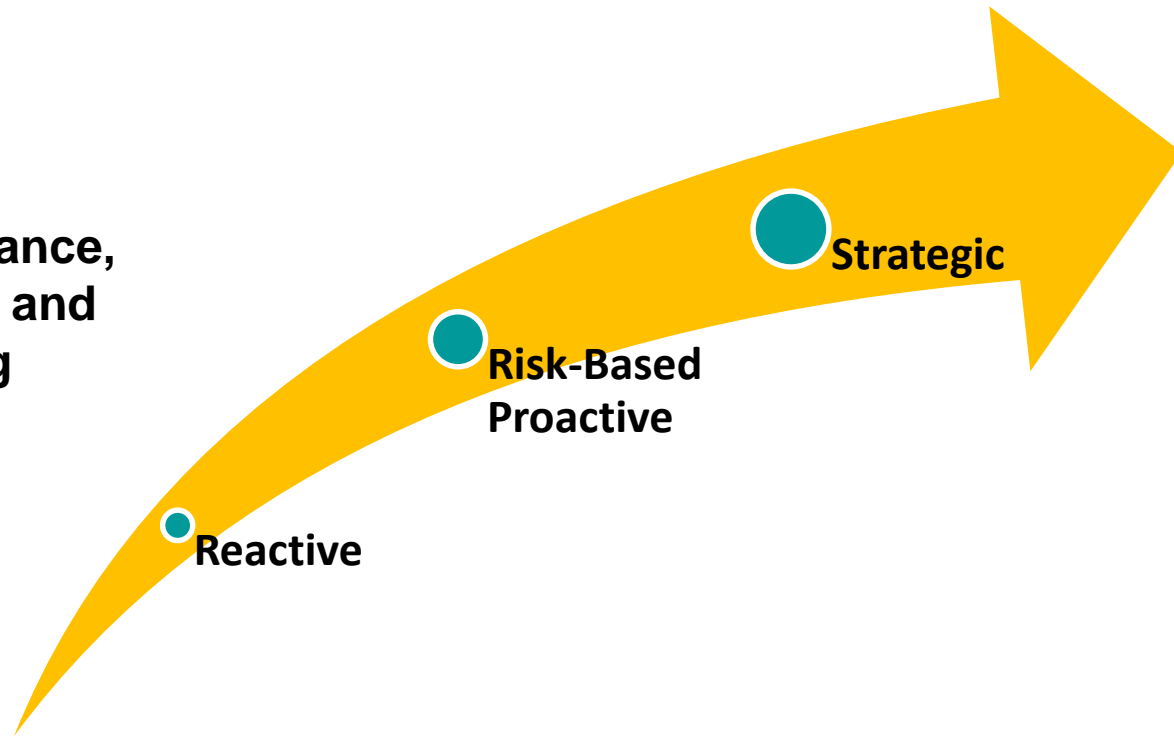 ance,
and
g
Strategic
Risk-Based
Proactive
Reactive